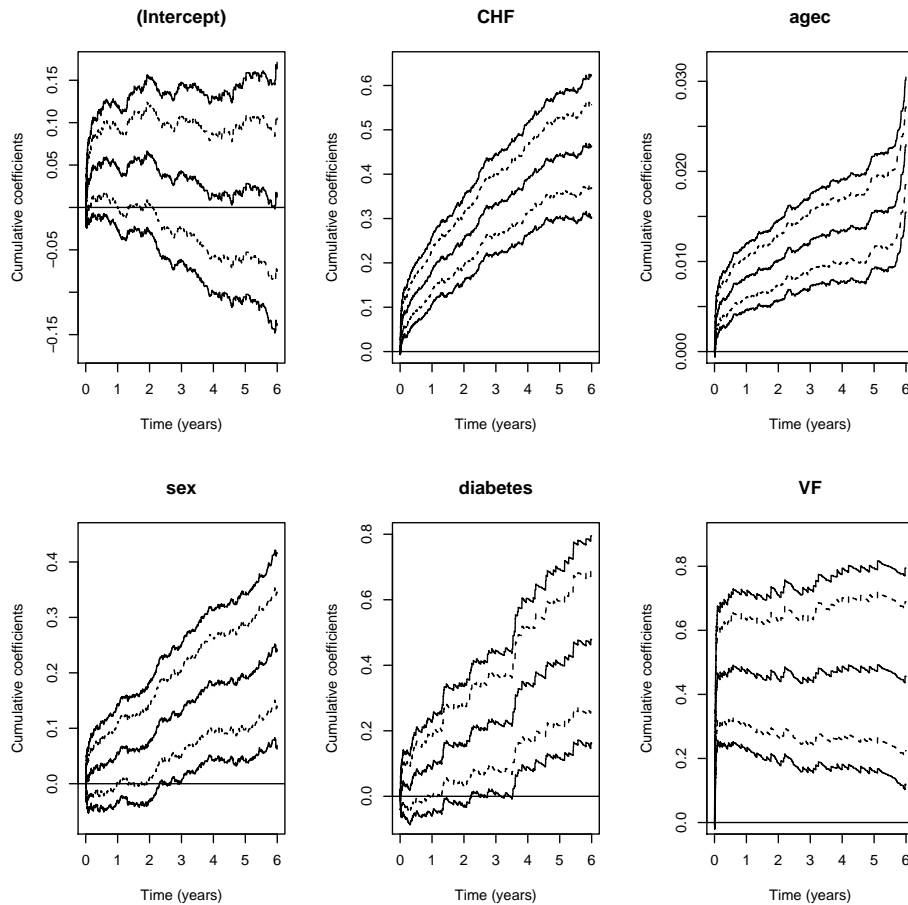 (Intercept)
Cumulative coefficients
−0.15
−0.05
0.05
0.10
0.15
0 1 2 3 4 5 6
Time (years)
CHF
Cumulative coefficients
0.0
0.1
0.2
0.3
0.4
0.5
0.6
0 1 2 3 4 5 6
Time (years)
agec
Cumulative coefficients
0.000
0.010
0.020
0.030
0 1 2 3 4 5 6
Time (years)
sex
Cumulative coefficients
0.0
0.1
0.2
0.3
0.4
0 1 2 3 4 5 6
Time (years)
diabetes
Cumulative coefficients
0.0
0.2
0.4
0.6
0.8
0 1 2 3 4 5 6
Time (years)
VF
Cumulative coefficients
0.0
0.2
0.4
0.6
0.8
0 1 2 3 4 5 6
Time (years)